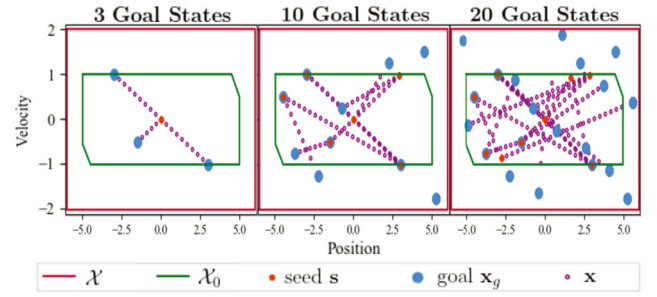 3 Goal States 10 Goal States 20 Goal States
2
1
0
−1
−2
Velocity
−5.0 −2.5 0.0 2.5 5.0 −5.0 −2.5 0.0 2.5 5.0 −5.0 −2.5 0.0 2.5 5.0
Position
𝒳 𝒳₀ seed s goal x_g x